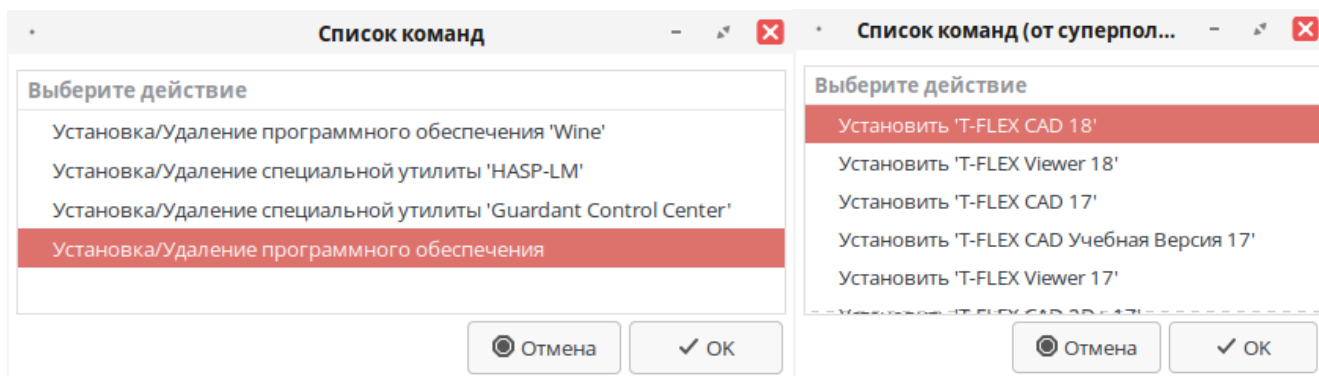 Список команд
Выберите действие
Установка/Удаление программного обеспечения 'Wine'
Установка/Удаление специальной утилиты 'HASP-LM'
Установка/Удаление специальной утилиты 'Guardant Control Center'
Установка/Удаление программного обеспечения
Отмена
OK
Список команд (от суперпол...
Выберите действие
Установить 'T-FLEX CAD 18'
Установить 'T-FLEX Viewer 18'
Установить 'T-FLEX CAD 17'
Установить 'T-FLEX CAD Учебная Версия 17'
Установить 'T-FLEX Viewer 17'
Отмена
OK